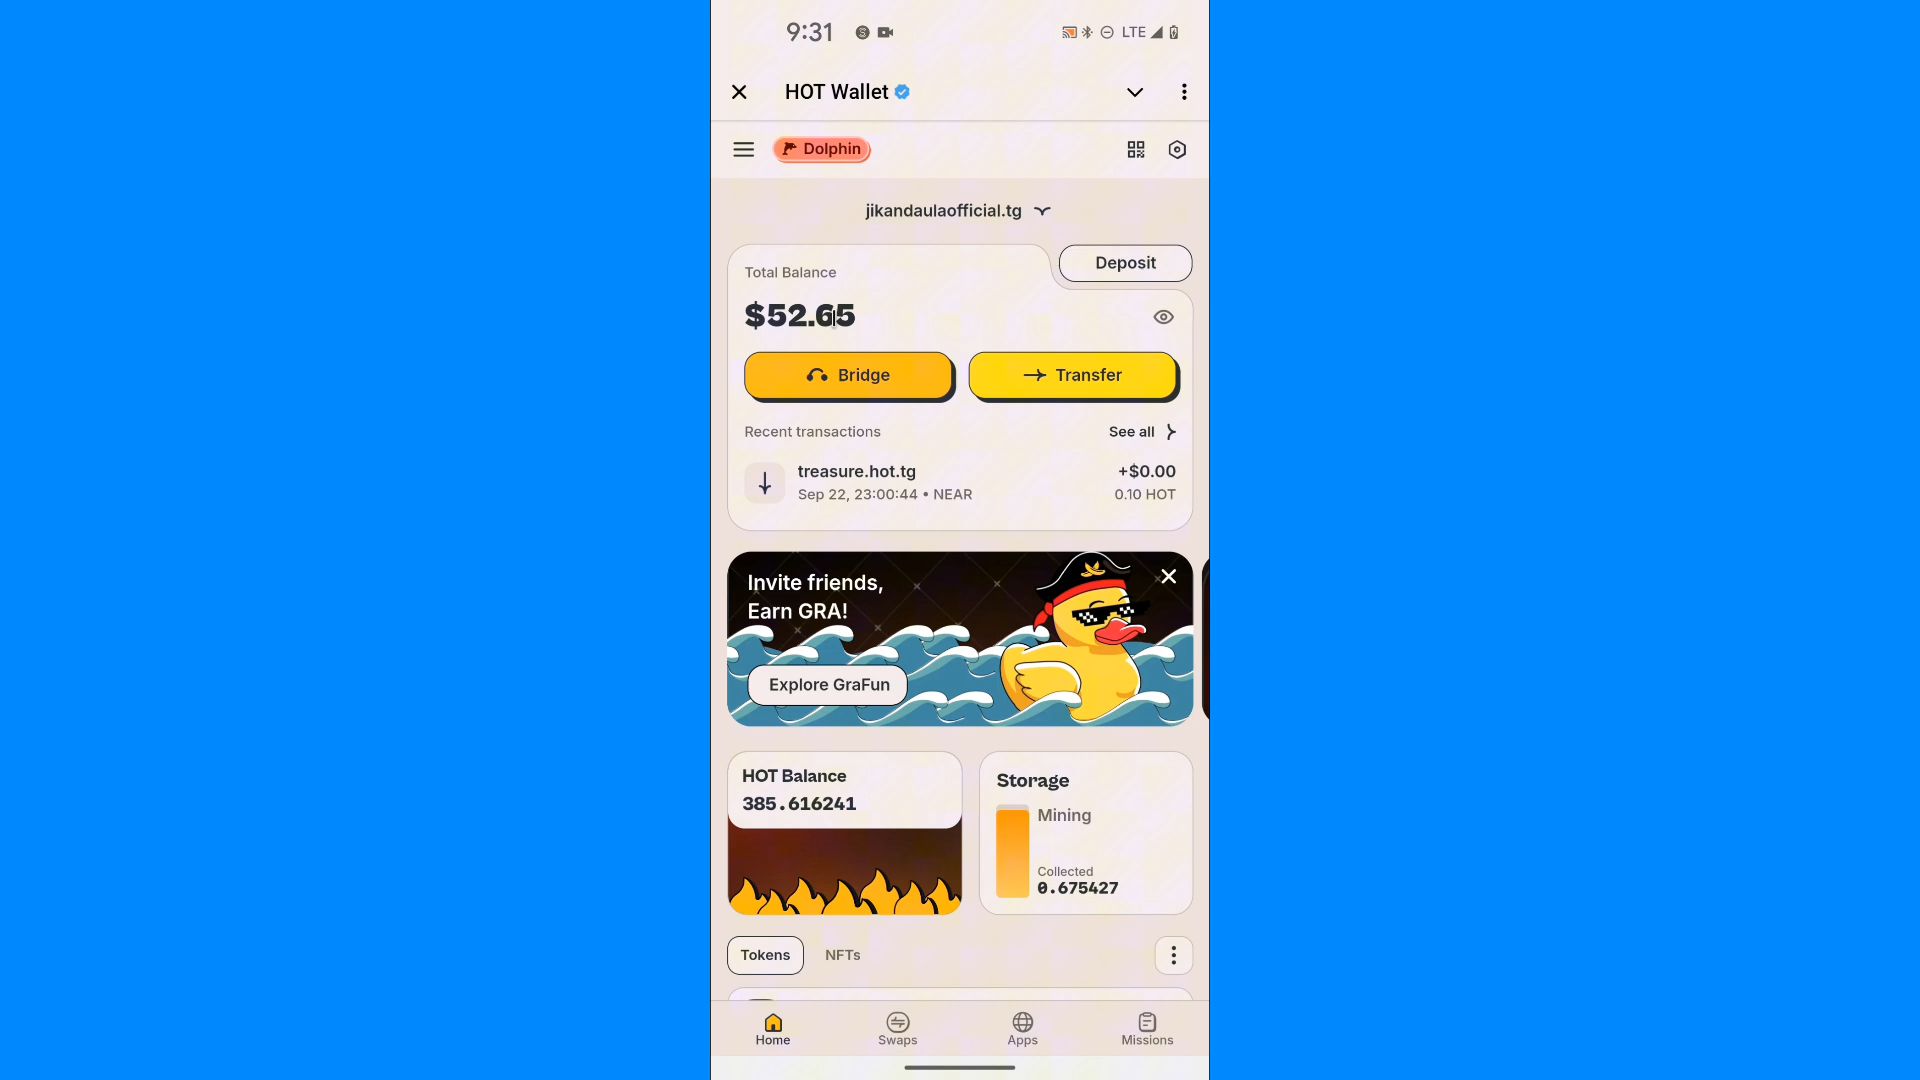 9:31
LTE
HOT Wallet
Dolphin
jikandaulaofficial.tg
Total Balance
Deposit
$52.65
Bridge
Transfer
Recent transactions
See all
treasure.hot.tg
+$0.00
Sep 22, 23:00:44 • NEAR
0.10 HOT
Invite friends,
Earn GRA!
Explore GraFun
HOT Balance
385.616241
Storage
Mining
Collected
0.675427
Tokens
NFTs
Home
Swaps
Apps
Missions